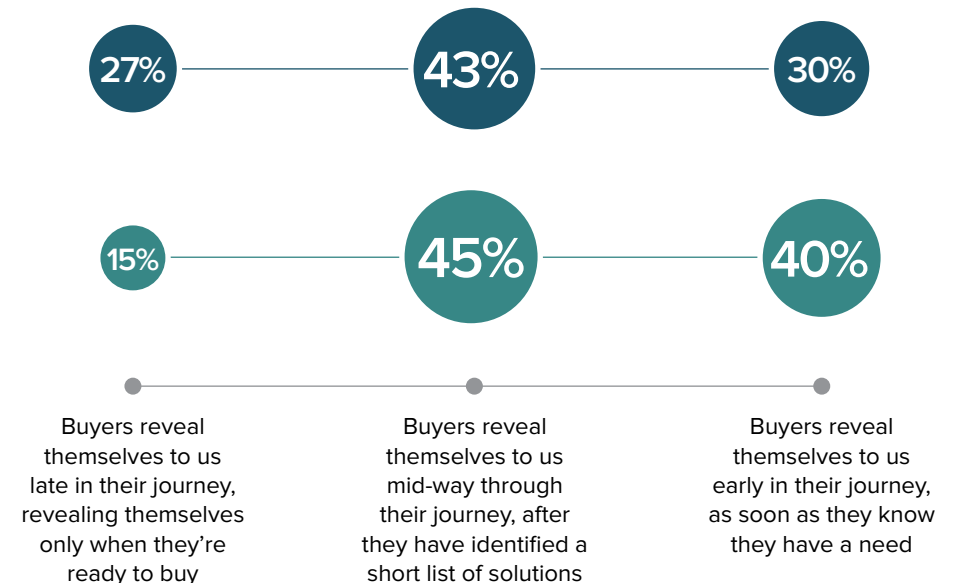 27%
43%
30%
15%
45%
40%
Buyers reveal
themselves to us
late in their journey,
revealing themselves
only when they're
ready to buy
Buyers reveal
themselves to us
mid-way through
their journey, after
they have identified a
short list of solutions
Buyers reveal
themselves to us
early in their journey,
as soon as they know
they have a need